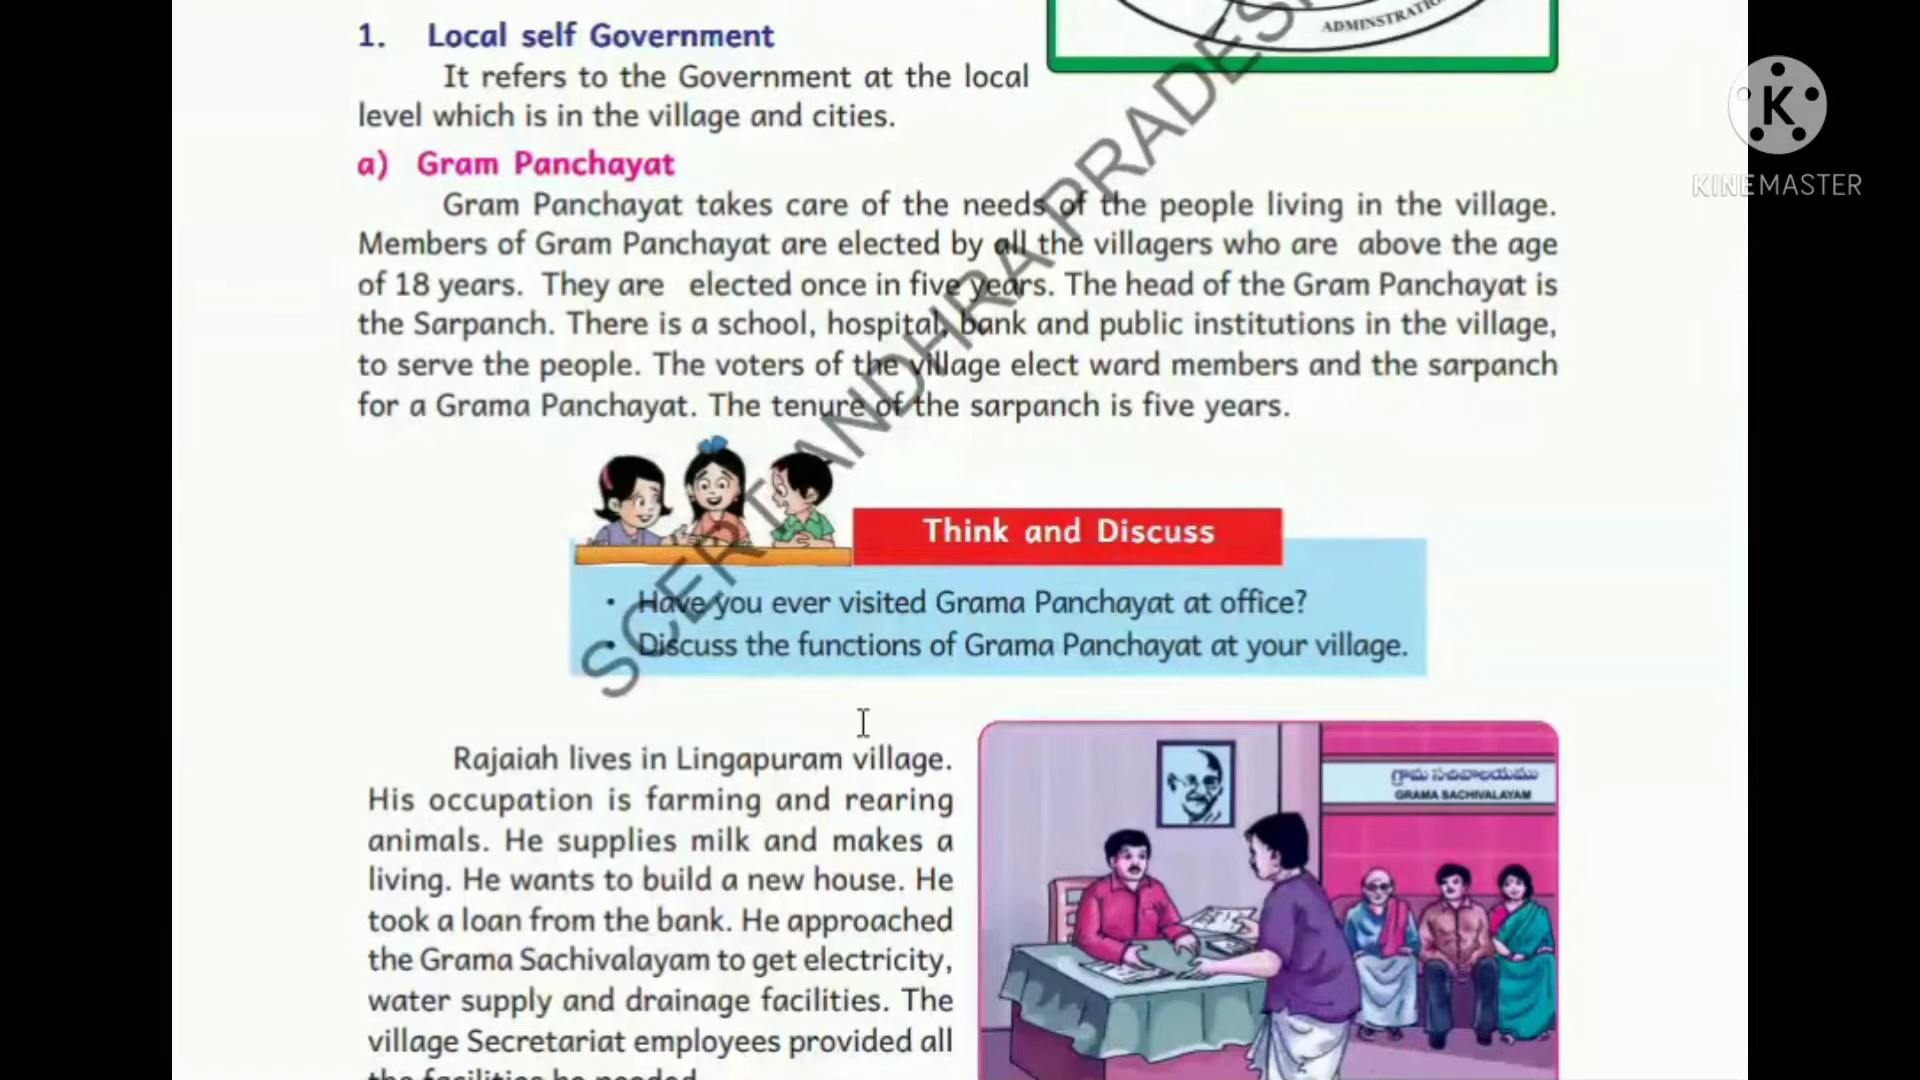 ADMINSTRATIO
1. Local self Government
It refers to the Government at the local
level which is in the village and cities.
a) Gram Panchayat
Gram Panchayat takes care of the needs of the people living in the village.
Members of Gram Panchayat are elected by all the villagers who are above the age
of 18 years. They are elected once in five years. The head of the Gram Panchayat is
the Sarpanch. There is a school, hospital, bank and public institutions in the village,
to serve the people. The voters of the village elect ward members and the sarpanch
for a Grama Panchayat. The tenure of the sarpanch is five years.
Think and Discuss
• Have you ever visited Grama Panchayat at office?
• Discuss the functions of Grama Panchayat at your village.
Rajaiah lives in Lingapuram village.
His occupation is farming and rearing
animals. He supplies milk and makes a
living. He wants to build a new house. He
took a loan from the bank. He approached
the Grama Sachivalayam to get electricity,
water supply and drainage facilities. The
village Secretariat employees provided all
the facilities he needed.
గ్రామ సచివాలయము
GRAMA SACHIVALAYAM
SCERT ANDHRA PRADES
K
KINEMASTER